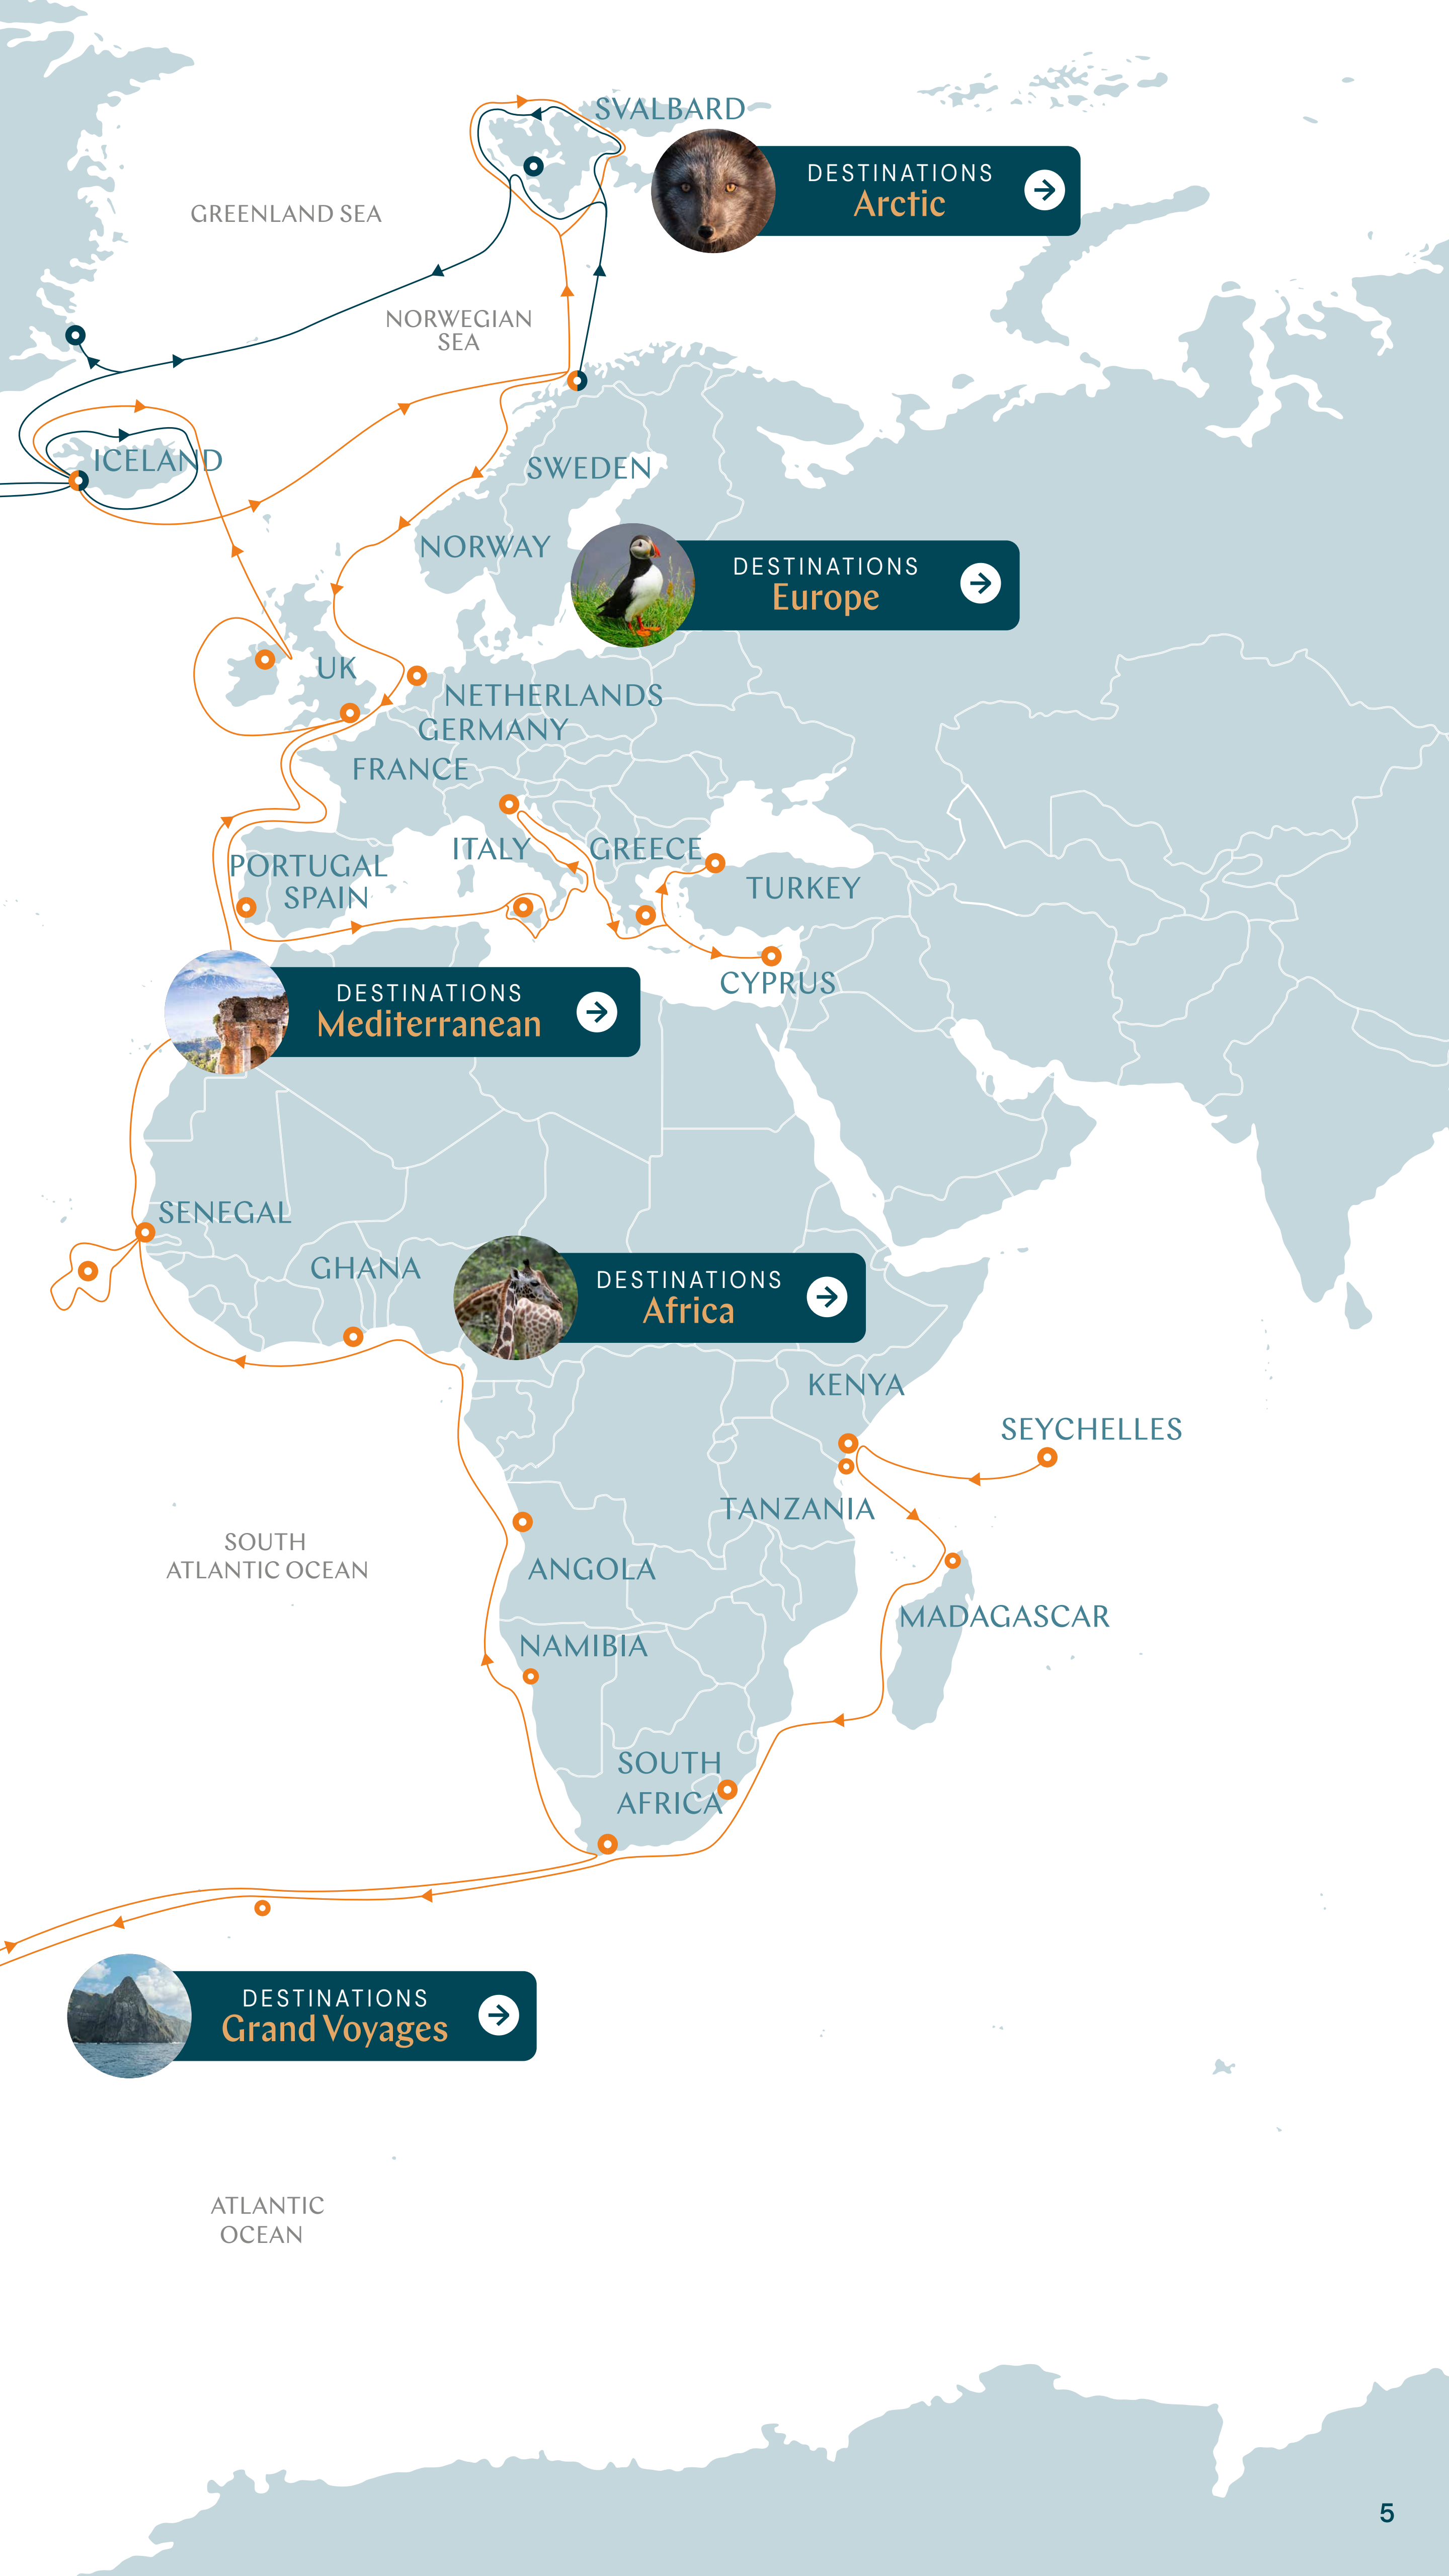 SVALBARD
DESTINATIONS
Arctic
GREENLAND SEA
NORWEGIAN
SEA
ICELAND
SWEDEN
NORWAY
DESTINATIONS
Europe
UK
NETHERLANDS
GERMANY
FRANCE
ITALY
GREECE
PORTUGAL
SPAIN
TURKEY
CYPRUS
DESTINATIONS
Mediterranean
SENEGAL
GHANA
DESTINATIONS
Africa
KENYA
SEYCHELLES
TANZANIA
SOUTH
ATLANTIC OCEAN
ANGOLA
MADAGASCAR
NAMIBIA
SOUTH
AFRICA
DESTINATIONS
Grand Voyages
ATLANTIC
OCEAN
5